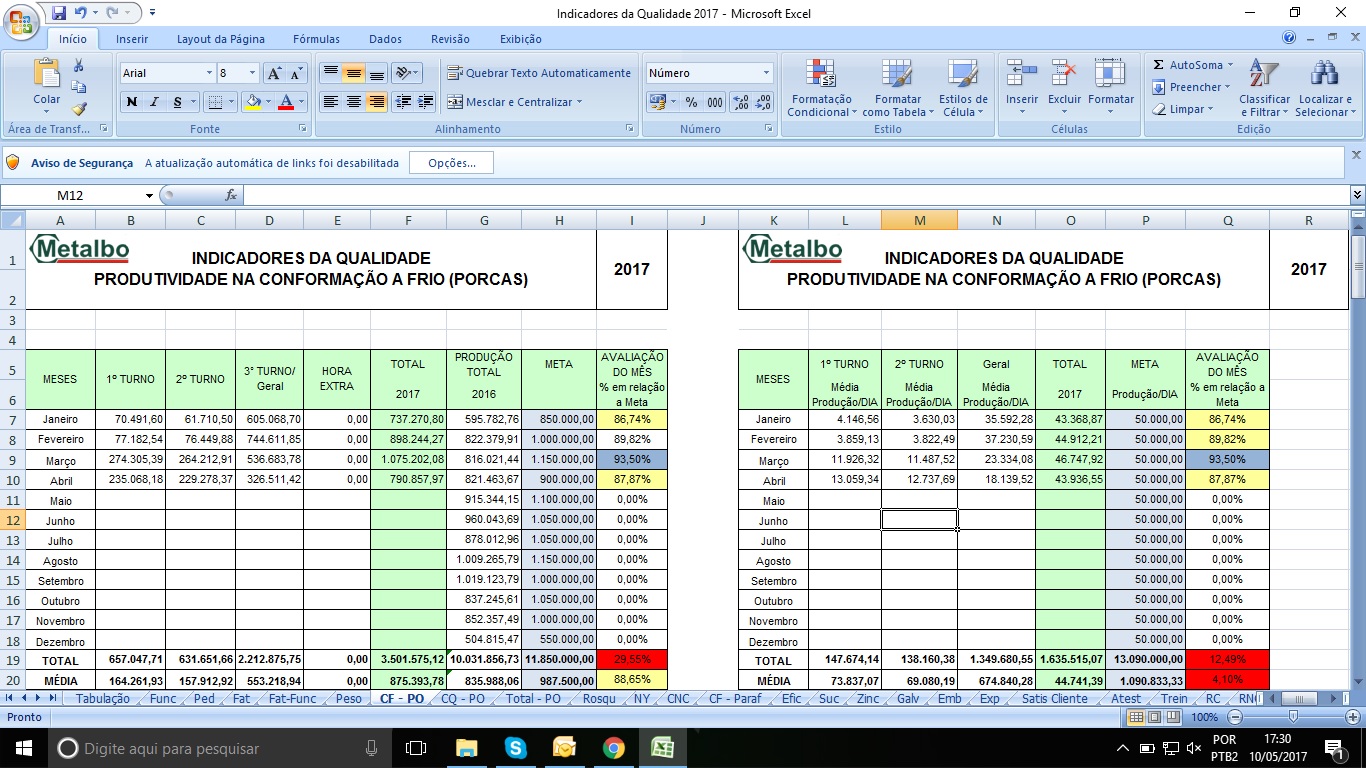 Indicadores da Qualidade 2017 - Microsoft Excel
Início Inserir Layout da Página Fórmulas Dados Revisão Exibição
Colar Arial 8 Quebrar Texto Automaticamente Número Formatação Condicional Formatar como Tabela Estilos de Célula Inserir Excluir Formatar AutoSoma Preencher Limpar Classificar e Filtrar Localizar e Selecionar
N I S A A A Mesclar e Centralizar % 000
Área de Transf... Fonte Alinhamento Número Estilo Células Edição
Aviso de Segurança A atualização automática de links foi desabilitada Opções...
M12 fx
A B C D E F G H I J K L M N O P Q R
1 Metalbo INDICADORES DA QUALIDADE 2017 Metalbo INDICADORES DA QUALIDADE 2017
2 PRODUTIVIDADE NA CONFORMAÇÃO A FRIO (PORCAS) PRODUTIVIDADE NA CONFORMAÇÃO A FRIO (PORCAS)
3
4
5 MESES 1º TURNO 2º TURNO 3° TURNO/ Geral HORA EXTRA TOTAL PRODUÇÃO TOTAL META AVALIAÇÃO DO MÊS MESES 1º TURNO 2º TURNO Geral TOTAL META AVALIAÇÃO DO MÊS
6 2017 2016 % em relação a Meta Média Produção/DIA Média Produção/DIA Média Produção/DIA 2017 Produção/DIA % em relação a Meta
7 Janeiro 70.491,60 61.710,50 605.068,70 0,00 737.270,80 595.782,76 850.000,00 86,74% Janeiro 4.146,56 3.630,03 35.592,28 43.368,87 50.000,00 86,74%
8 Fevereiro 77.182,54 76.449,88 744.611,85 0,00 898.244,27 822.379,91 1.000.000,00 89,82% Fevereiro 3.859,13 3.822,49 37.230,59 44.912,21 50.000,00 89,82%
9 Março 274.305,39 264.212,91 536.683,78 0,00 1.075.202,08 816.021,44 1.150.000,00 93,50% Março 11.926,32 11.487,52 23.334,08 46.747,92 50.000,00 93,50%
10 Abril 235.068,18 229.278,37 326.511,42 0,00 790.857,97 821.463,67 900.000,00 87,87% Abril 13.059,34 12.737,69 18.139,52 43.936,55 50.000,00 87,87%
11 Maio 915.344,15 1.100.000,00 0,00% Maio 50.000,00 0,00%
12 Junho 960.043,69 1.050.000,00 0,00% Junho 50.000,00 0,00%
13 Julho 878.012,96 1.050.000,00 0,00% Julho 50.000,00 0,00%
14 Agosto 1.009.265,79 1.150.000,00 0,00% Agosto 50.000,00 0,00%
15 Setembro 1.019.123,79 1.000.000,00 0,00% Setembro 50.000,00 0,00%
16 Outubro 837.245,61 1.050.000,00 0,00% Outubro 50.000,00 0,00%
17 Novembro 852.357,49 1.000.000,00 0,00% Novembro 50.000,00 0,00%
18 Dezembro 504.815,47 550.000,00 0,00% Dezembro 50.000,00 0,00%
19 TOTAL 657.047,71 631.651,66 2.212.875,75 0,00 3.501.575,12 10.031.856,73 11.850.000,00 29,55% TOTAL 147.674,14 138.160,38 1.349.680,55 1.635.515,07 13.090.000,00 12,49%
20 MÉDIA 164.261,93 157.912,92 553.218,94 0,00 875.393,78 835.988,06 987.500,00 88,65% MÉDIA 73.837,07 69.080,19 674.840,28 44.741,39 1.090.833,33 4,10%
Tabulação Func Ped Fat Fat-Func Peso CF - PO CQ - PO Total - PO Rosqu NY CNC CF - Paraf Efic Suc Zinc Galv Emb Exp Satis Cliente Atest Trein RC RN
Pronto 100%
Digite aqui para pesquisar POR 17:30
PTB2 10/05/2017 1